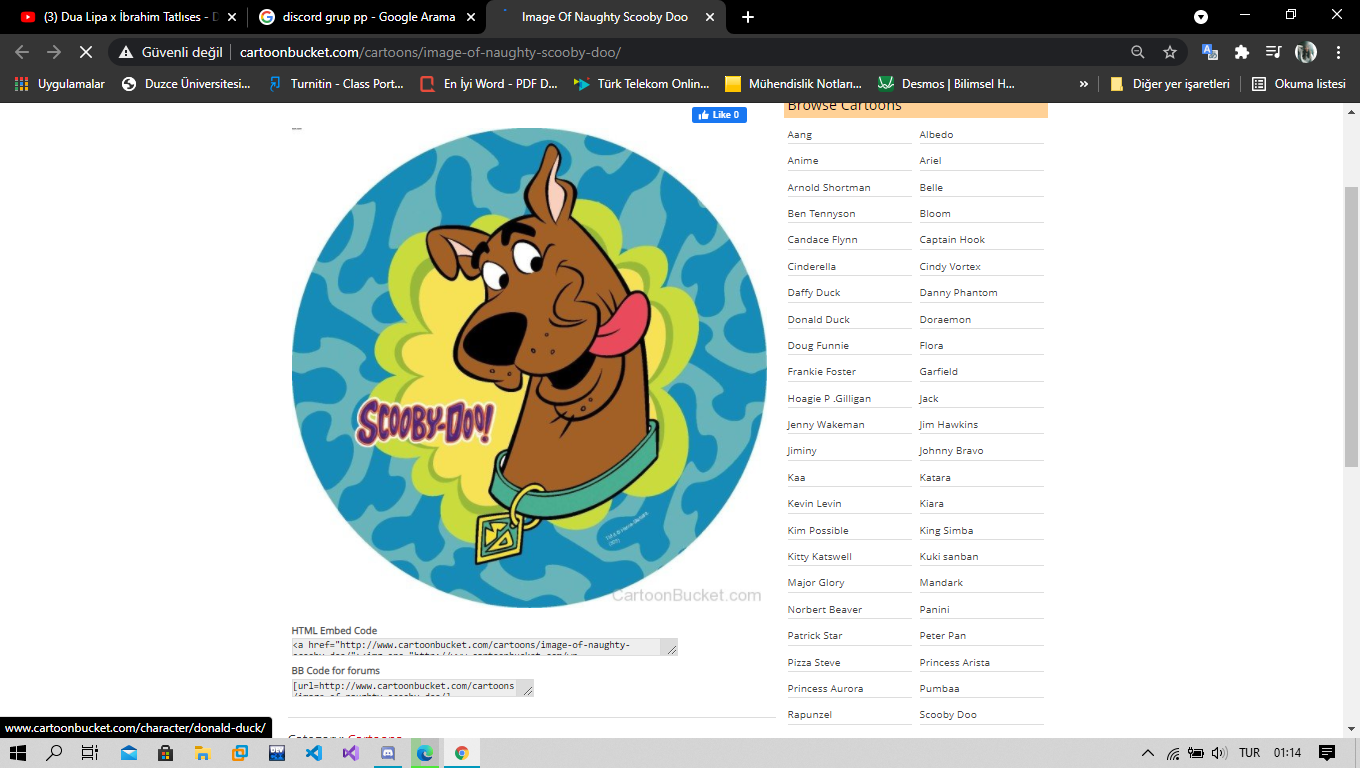 (3) Dua Lipa x İbrahim Tatlıses - D
discord grup pp - Google Arama
Image Of Naughty Scooby Doo
Güvenli değil
cartoonbucket.com/cartoons/image-of-naughty-scooby-doo/
Uygulamalar
Duzce Üniversitesi...
Turnitin - Class Port...
En İyi Word - PDF D...
Türk Telekom Onlin...
Mühendislik Notları...
Desmos | Bilimsel H...
»
Diğer yer işaretleri
Okuma listesi
Like 0
Browse Cartoons
Aang
Albedo
Anime
Ariel
Arnold Shortman
Belle
Ben Tennyson
Bloom
Candace Flynn
Captain Hook
Cinderella
Cindy Vortex
Daffy Duck
Danny Phantom
Donald Duck
Doraemon
Doug Funnie
Flora
Frankie Foster
Garfield
Hoagie P .Gilligan
Jack
Jenny Wakeman
Jim Hawkins
Jiminy
Johnny Bravo
Kaa
Katara
Kevin Levin
Kiara
Kim Possible
King Simba
Kitty Katswell
Kuki sanban
Major Glory
Mandark
Norbert Beaver
Panini
Patrick Star
Peter Pan
Pizza Steve
Princess Arista
Princess Aurora
Pumbaa
Rapunzel
Scooby Doo
SCOOBY-DOO!
SD
CartoonBucket.com
HTML Embed Code
<a href="http://www.cartoonbucket.com/cartoons/image-of-naughty-
BB Code for forums
[url=http://www.cartoonbucket.com/cartoons
/image-of-naughty-scooby-doo/]
Category: Cartoons
www.cartoonbucket.com/character/donald-duck/
TUR
01:14